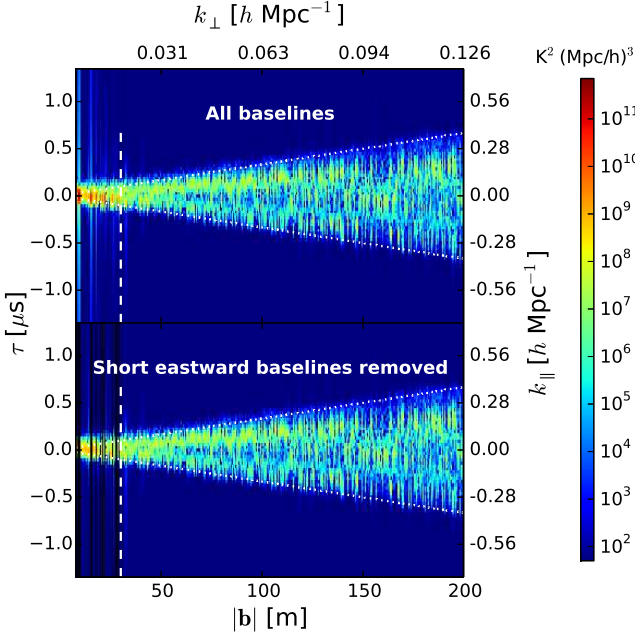 k⊥ [h Mpc⁻¹]
0.031 0.063 0.094 0.126
K² (Mpc/h)³
1.0 0.56
All baselines
0.5 0.28
0.0 0.00
−0.5 -0.28
−1.0 -0.56
τ [μs]
k∥ [h Mpc⁻¹]
1.0 0.56
Short eastward baselines removed
0.5 0.28
0.0 0.00
−0.5 -0.28
−1.0 -0.56
50 100 150 200
|b| [m]
10¹¹
10¹⁰
10⁹
10⁸
10⁷
10⁶
10⁵
10⁴
10³
10²